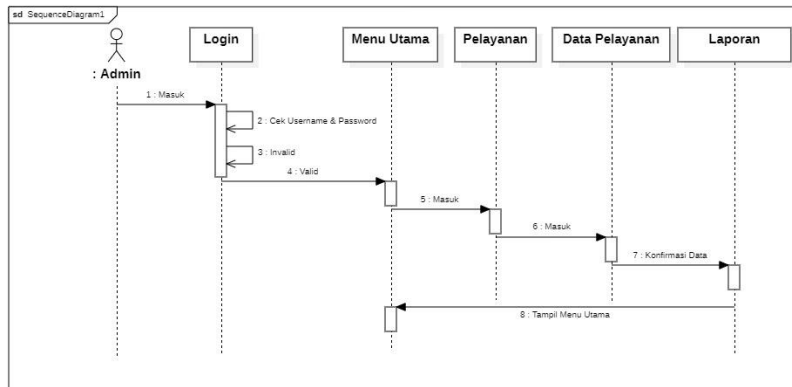 sd SequenceDiagram1
: Admin
Login
Menu Utama
Pelayanan
Data Pelayanan
Laporan
1 : Masuk
2 : Cek Username & Password
3 : Invalid
4 : Valid
5 : Masuk
6 : Masuk
7 : Konfirmasi Data
8 : Tampil Menu Utama